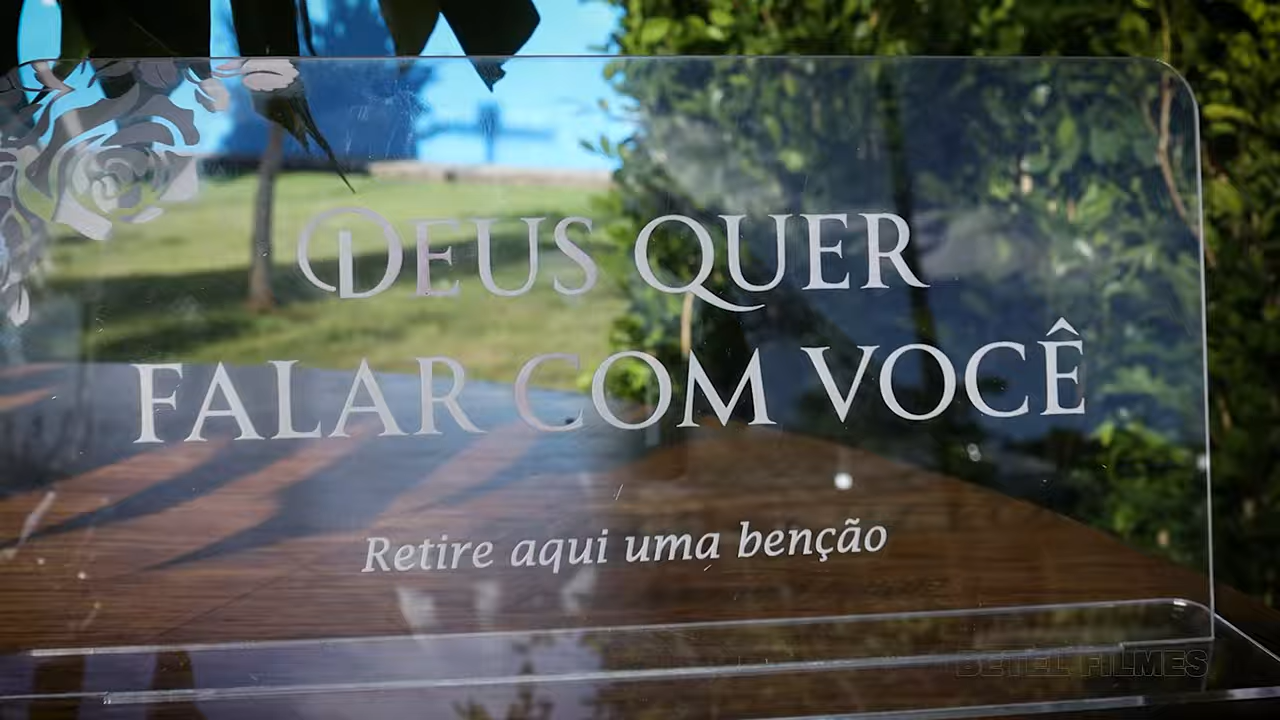 DEUS QUER
FALAR COM VOCÊ
Retire aqui uma benção
BETEL FILMES